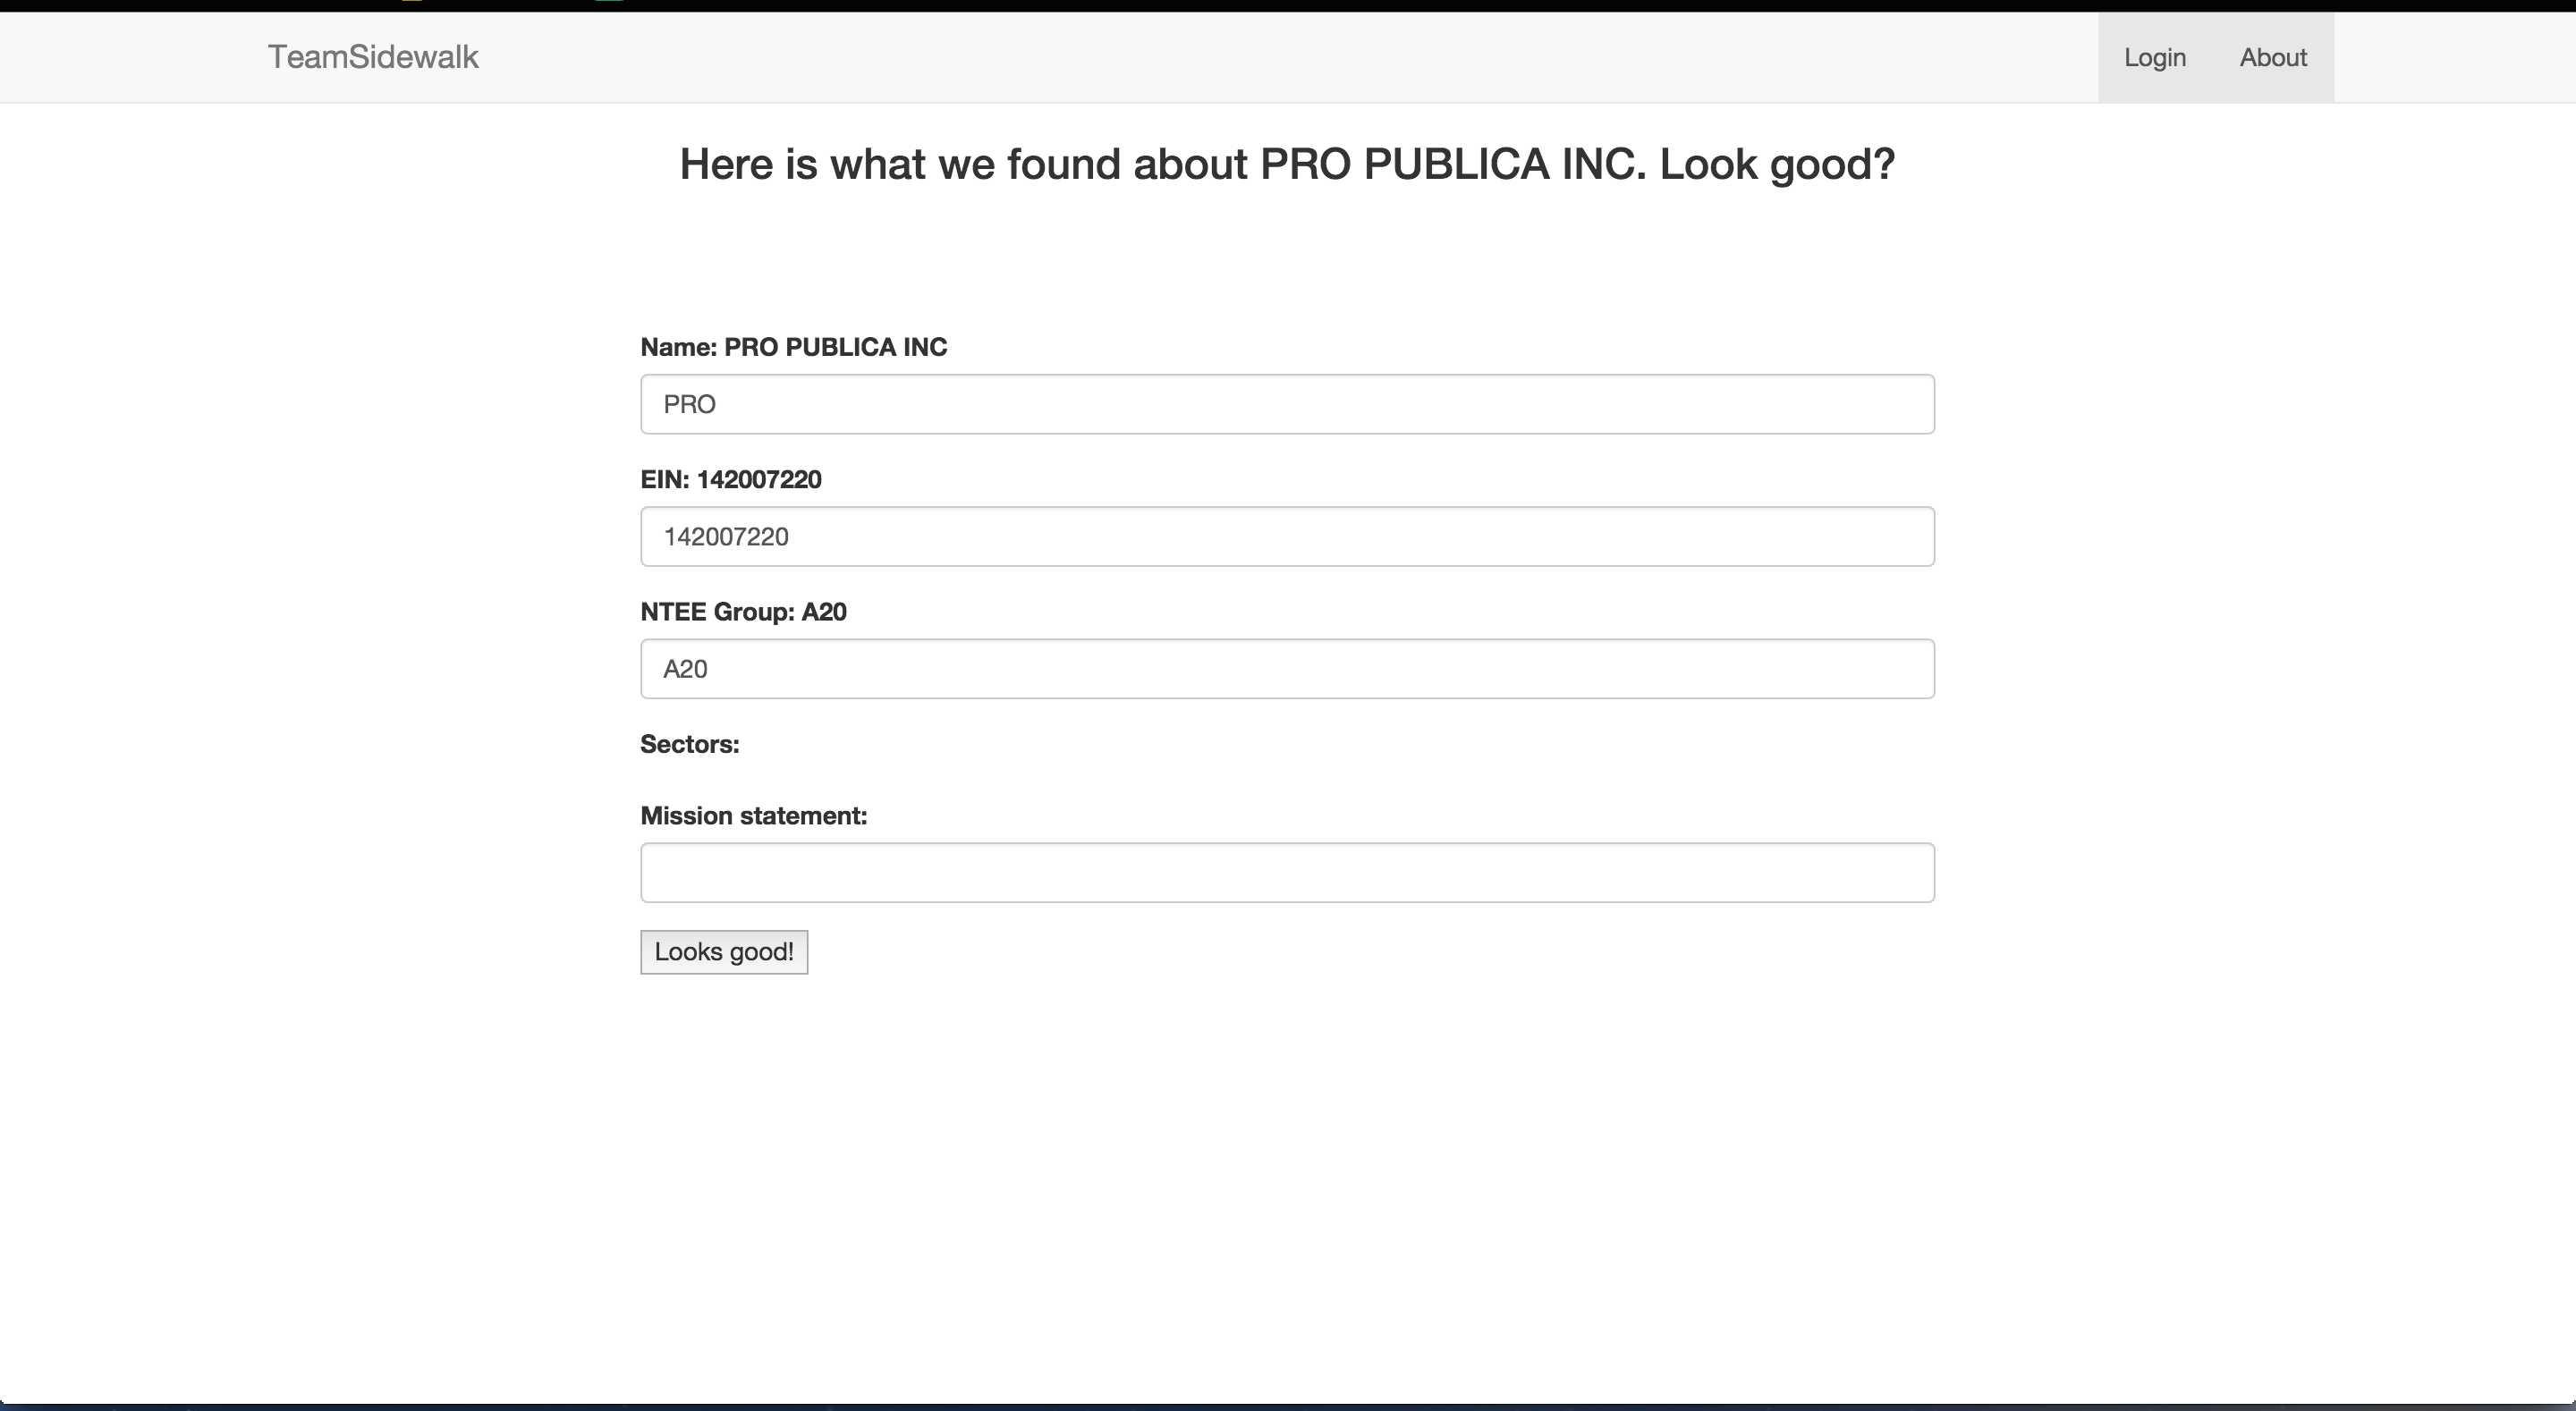 TeamSidewalk
Login About
Here is what we found about PRO PUBLICA INC. Look good?
Name: PRO PUBLICA INC
PRO
EIN: 142007220
142007220
NTEE Group: A20
A20
Sectors:
Mission statement:
Looks good!